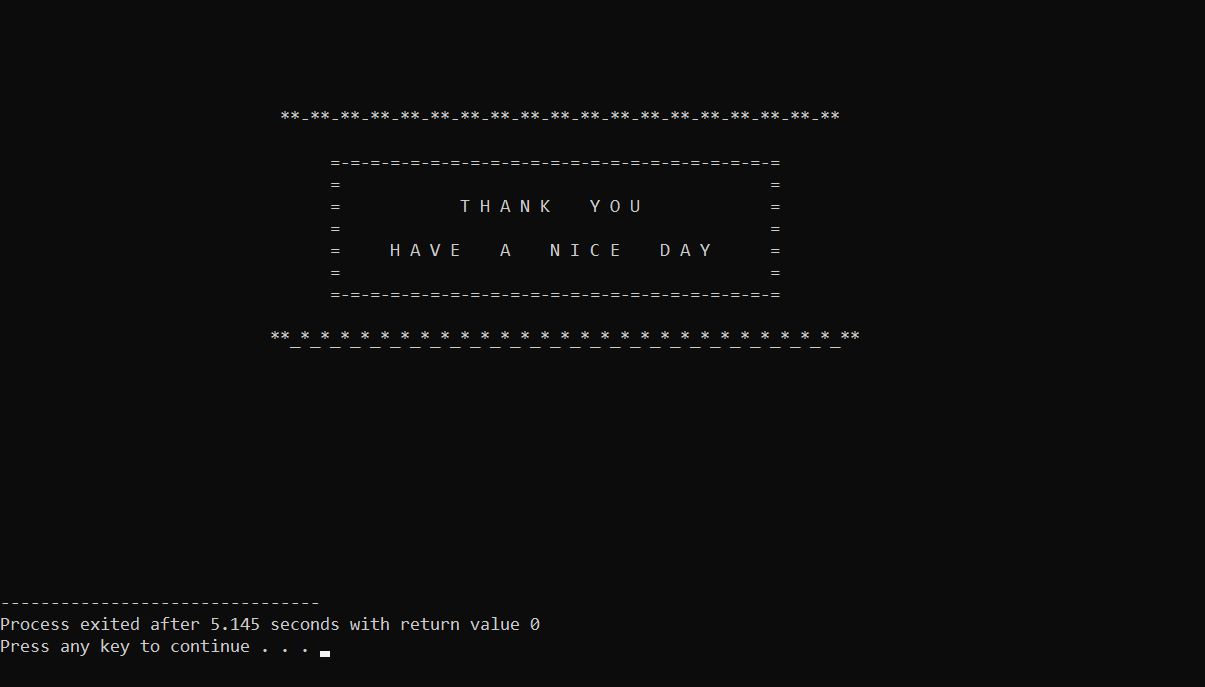 **-**-**-**-**-**-**-**-**-**-**-**-**-**-**-**-**-**-**
=-=-=-=-=-=-=-=-=-=-=-=-=-=-=-=-=-=-=-=-=-=-=
=                                           =
=            T H A N K    Y O U             =
=                                           =
=     H A V E    A    N I C E    D A Y      =
=                                           =
=-=-=-=-=-=-=-=-=-=-=-=-=-=-=-=-=-=-=-=-=-=-=
**_*_*_*_*_*_*_*_*_*_*_*_*_*_*_*_*_*_*_*_*_*_*_*_*_*_*_*_**
--------------------------------
Process exited after 5.145 seconds with return value 0
Press any key to continue . . .